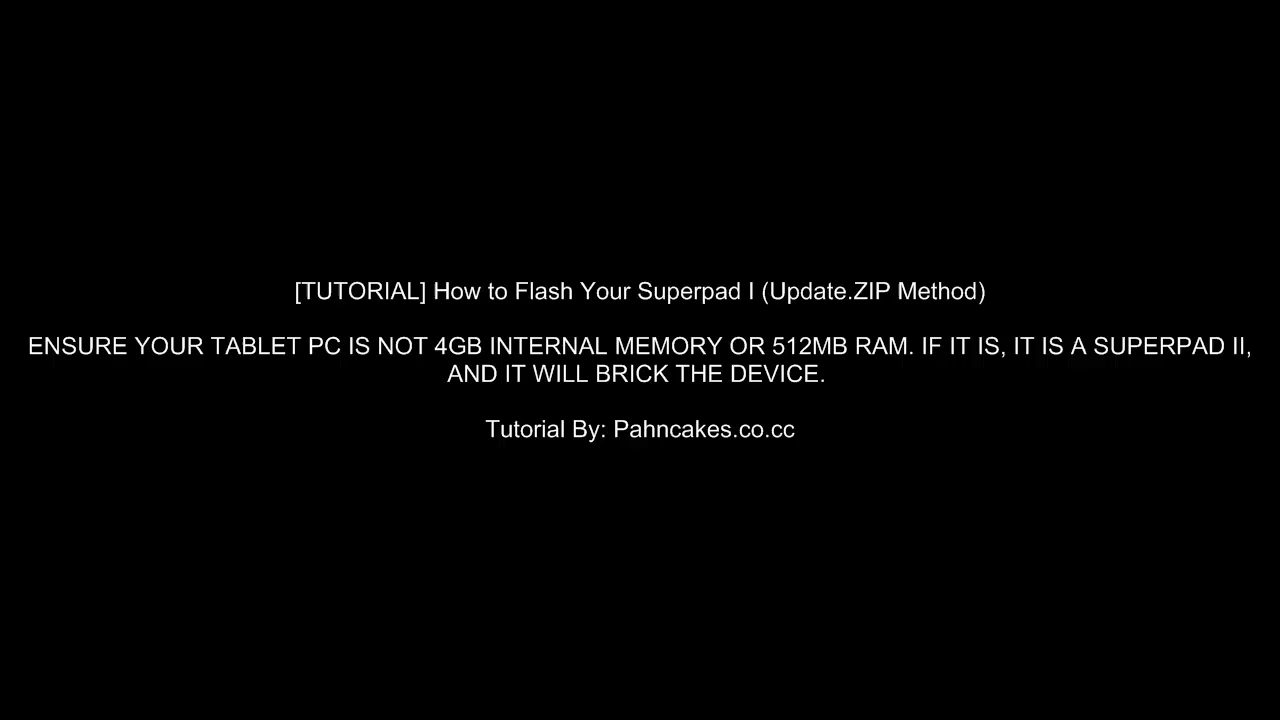 [TUTORIAL] How to Flash Your Superpad I (Update.ZIP Method)
ENSURE YOUR TABLET PC IS NOT 4GB INTERNAL MEMORY OR 512MB RAM. IF IT IS, IT IS A SUPERPAD II,
AND IT WILL BRICK THE DEVICE.
Tutorial By: Pahncakes.co.cc